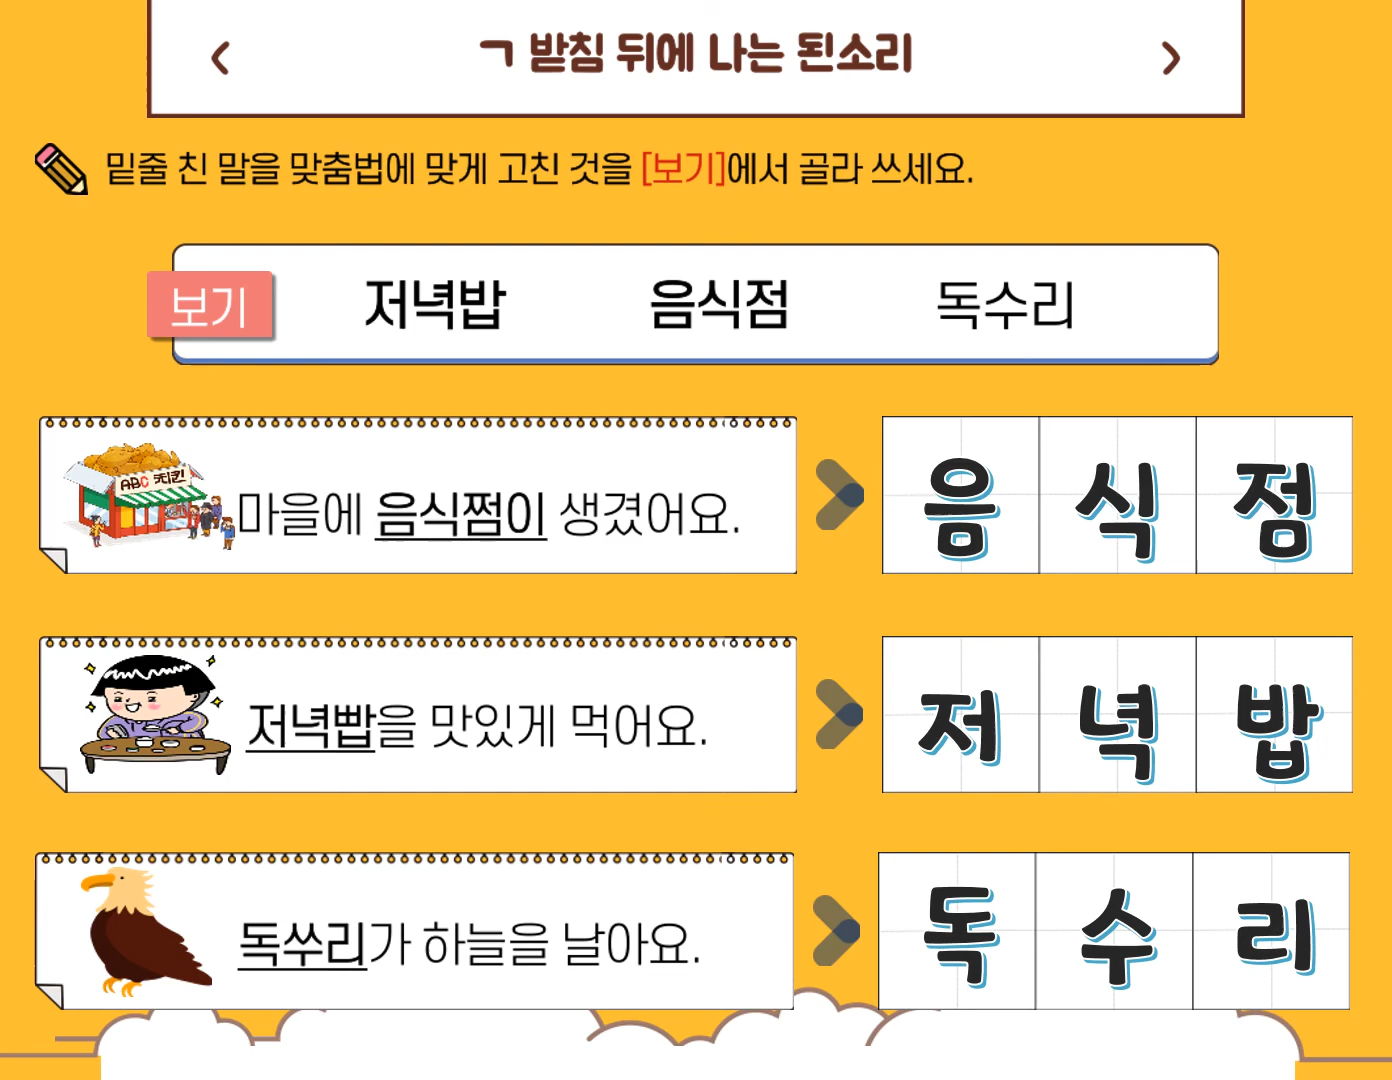 ㄱ 받침 뒤에 나는 된소리
밑줄 친 말을 맞춤법에 맞게 고친 것을 [보기]에서 골라 쓰세요.
보기 저녁밥 음식점 독수리
ABC 치킨
마을에 음식쩜이 생겼어요.
음 식 점
저녁빱을 맛있게 먹어요.
저 녁 밥
독쑤리가 하늘을 날아요.
독 수 리